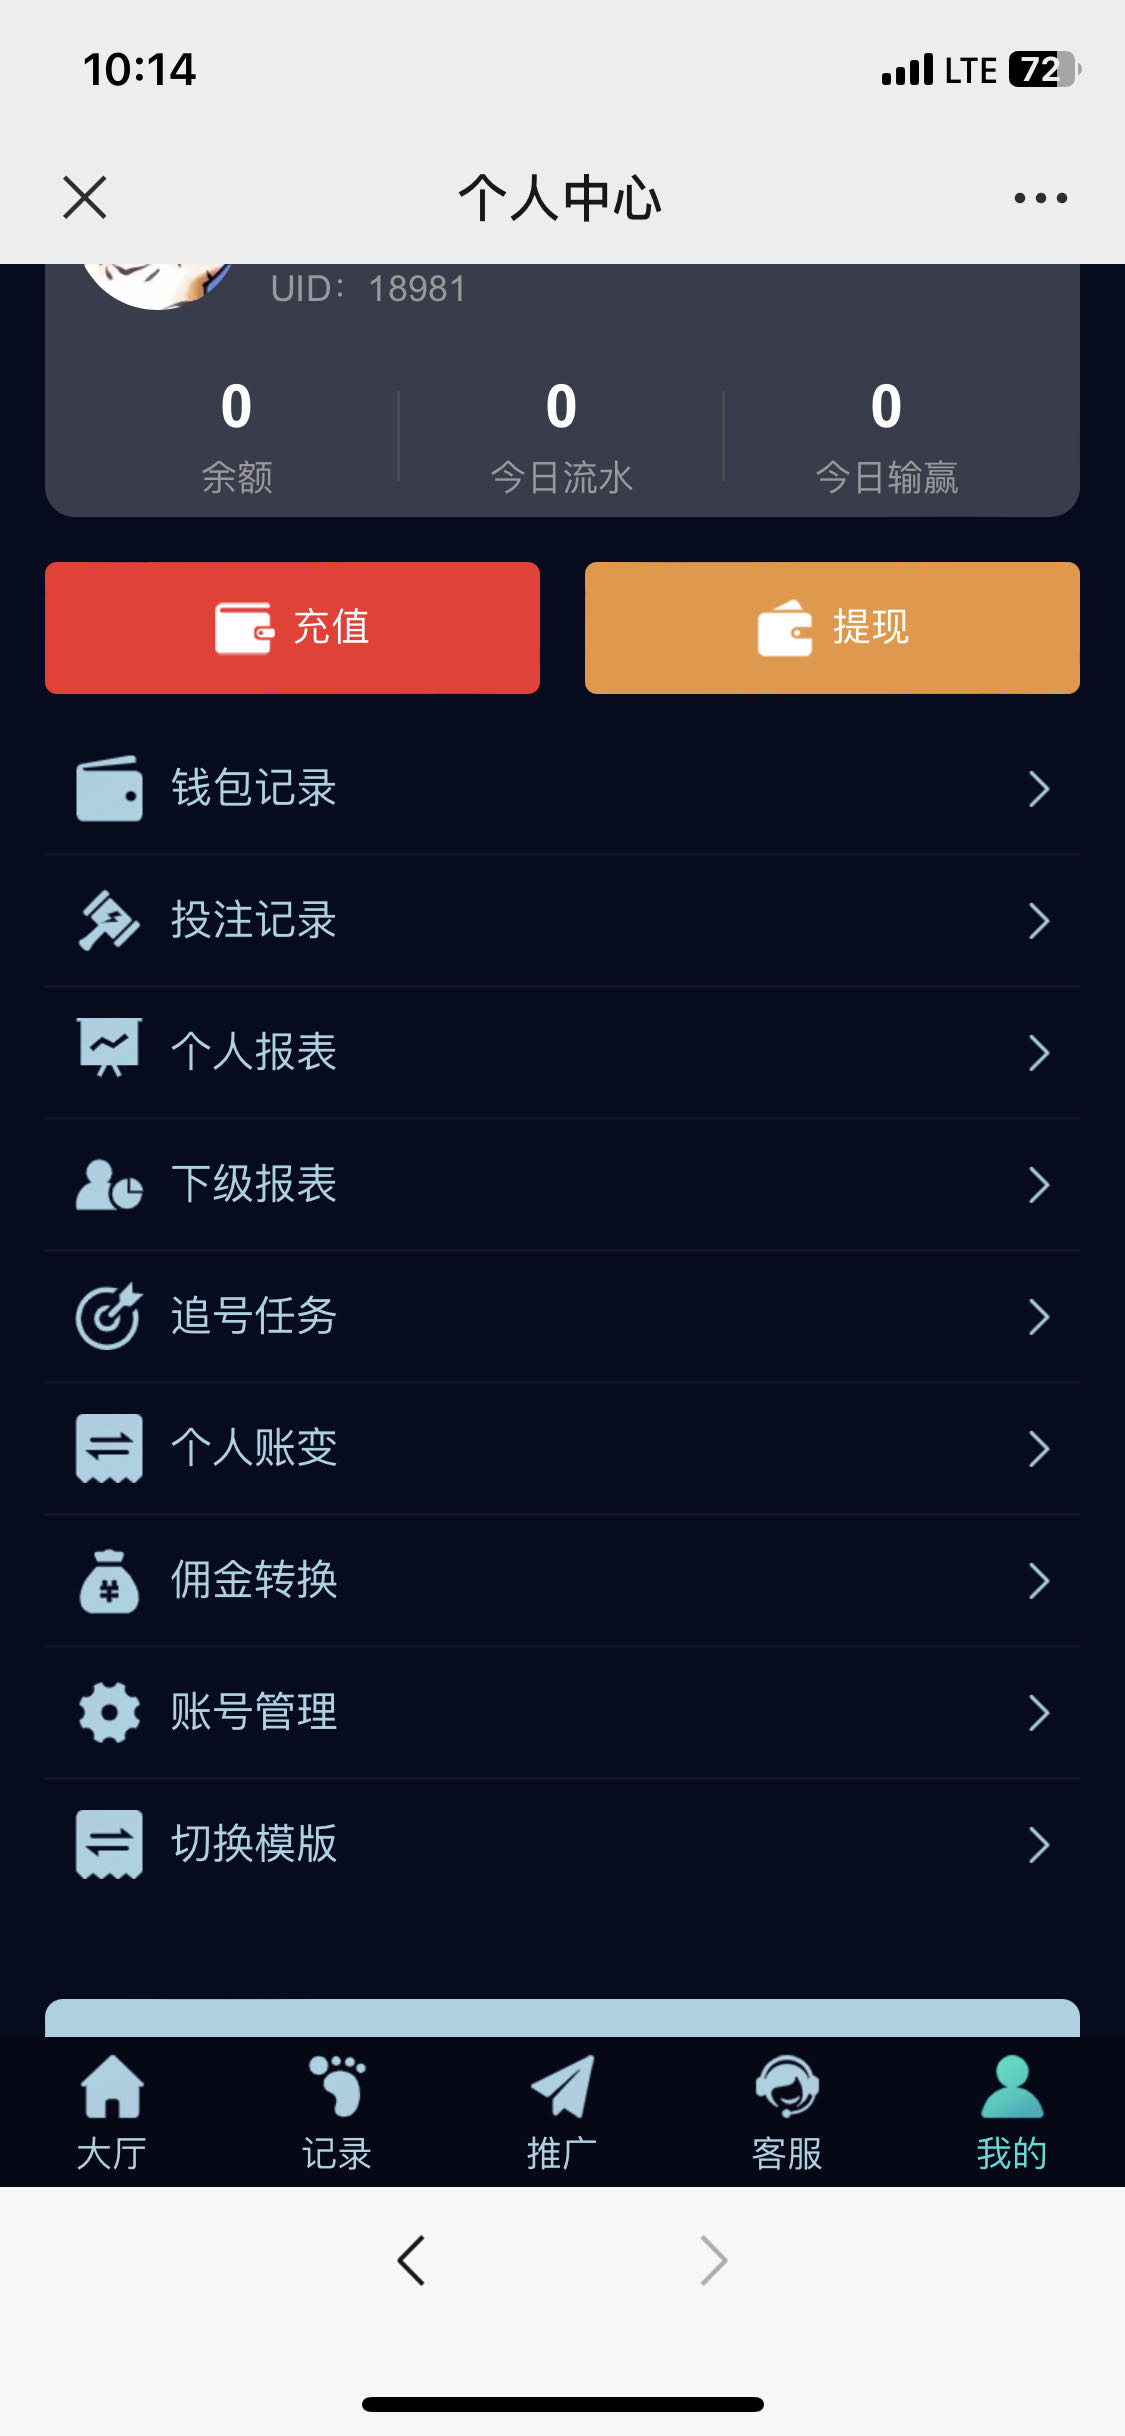 10:14
LTE 72
个人中心
UID：18981
0 0 0
余额 今日流水 今日输赢
充值 提现
钱包记录
投注记录
个人报表
下级报表
追号任务
个人账变
佣金转换
账号管理
切换模版
大厅 记录 推广 客服 我的